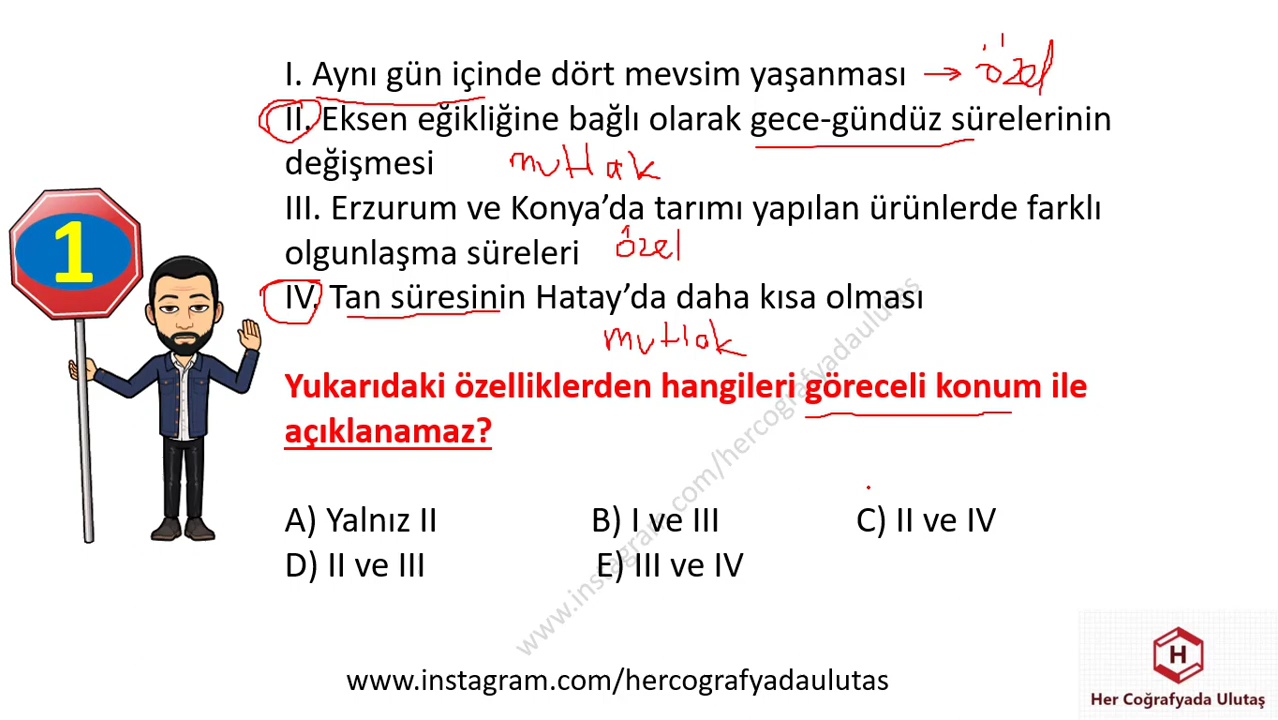 I. Aynı gün içinde dört mevsim yaşanması → özel
II. Eksen eğikliğine bağlı olarak gece-gündüz sürelerinin
değişmesi mutlak
III. Erzurum ve Konya’da tarımı yapılan ürünlerde farklı
olgunlaşma süreleri özel
IV. Tan süresinin Hatay’da daha kısa olması
mutlak
1
Yukarıdaki özelliklerden hangileri göreceli konum ile
açıklanamaz?
A) Yalnız II B) I ve III C) II ve IV
D) II ve III E) III ve IV
www.instagram.com/hercografyadaulutas
www.instagram.com/hercografyadaulutas
H
Her Coğrafyada Ulutaş